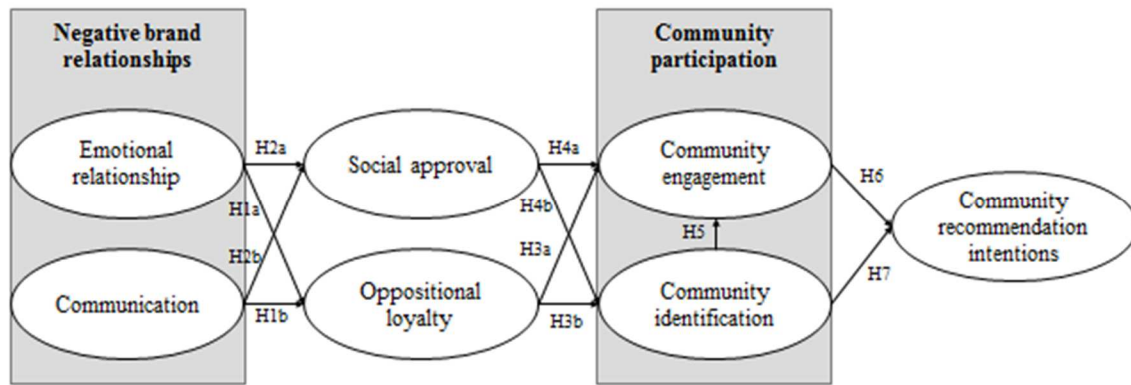 Negative brand
relationships
Community
participation
Emotional
relationship
H2a
Social approval
H4a
Community
engagement
H6
H1a
H4b
Community
recommendation
intentions
H2b
H3a
H5
H7
Communication
H1b
Oppositional
loyalty
H3b
Community
identification